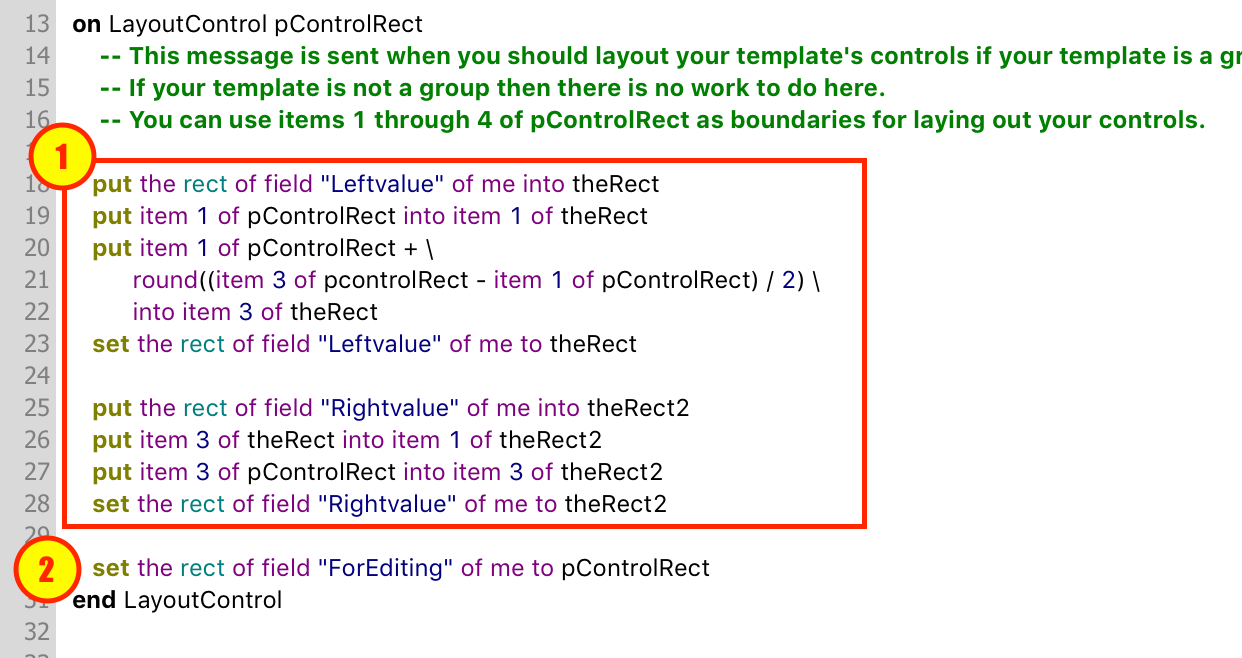 13 on LayoutControl pControlRect
14 -- This message is sent when you should layout your template's controls if your template is a gr
15 -- If your template is not a group then there is no work to do here.
16 -- You can use items 1 through 4 of pControlRect as boundaries for laying out your controls.
1
18 put the rect of field "Leftvalue" of me into theRect
19 put item 1 of pControlRect into item 1 of theRect
20 put item 1 of pControlRect + \
21 round((item 3 of pcontrolRect - item 1 of pControlRect) / 2) \
22 into item 3 of theRect
23 set the rect of field "Leftvalue" of me to theRect
24
25 put the rect of field "Rightvalue" of me into theRect2
26 put item 3 of theRect into item 1 of theRect2
27 put item 3 of pControlRect into item 3 of theRect2
28 set the rect of field "Rightvalue" of me to theRect2
29
2 set the rect of field "ForEditing" of me to pControlRect
31 end LayoutControl
32